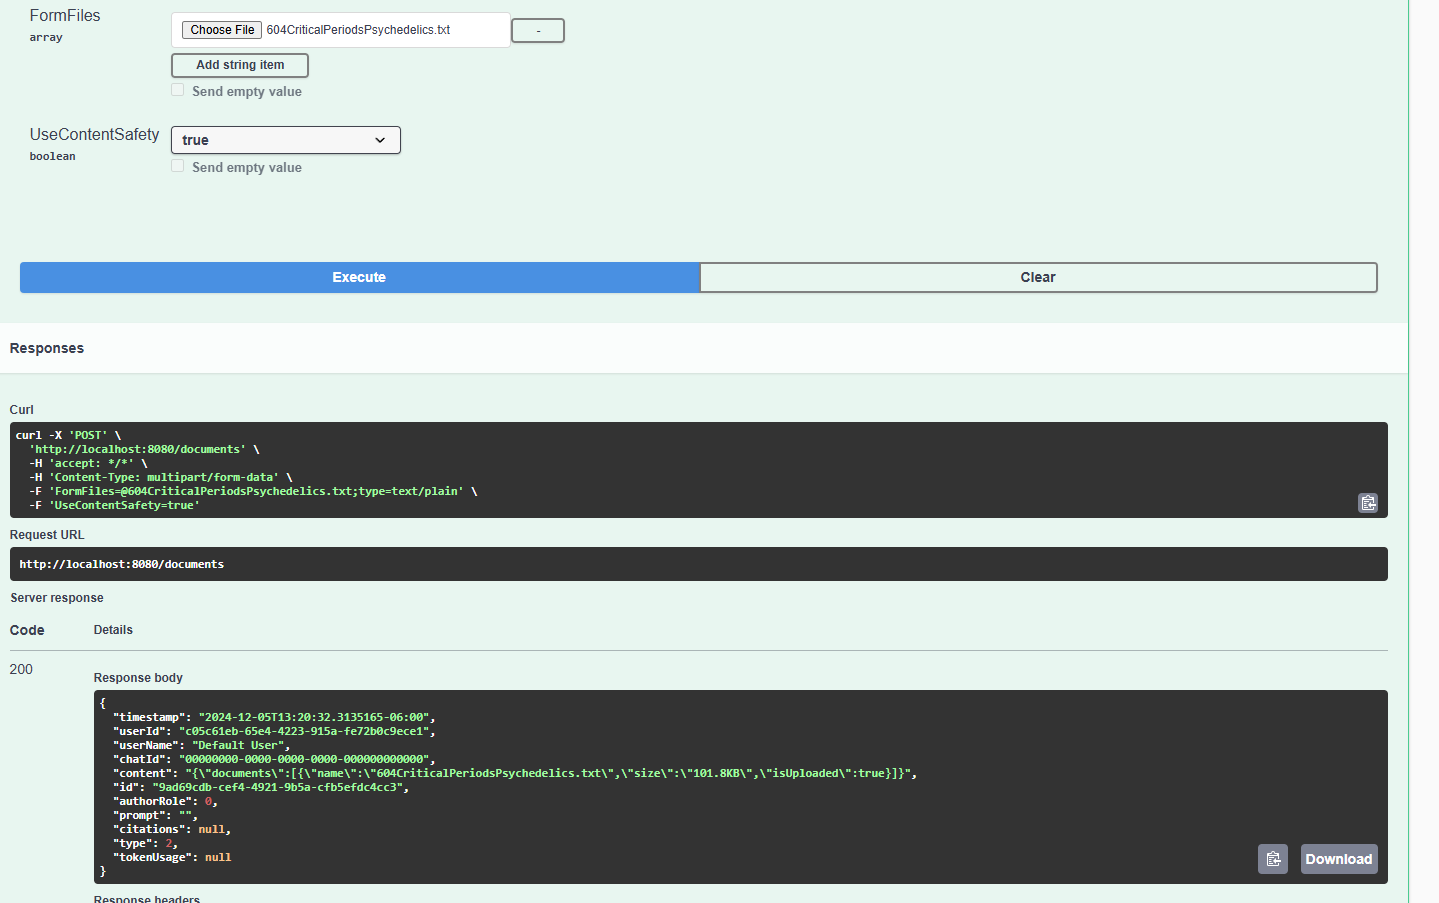 FormFiles
array
Choose File 604CriticalPeriodsPsychedelics.txt
-
Add string item
Send empty value
UseContentSafety
boolean
true
Send empty value
Execute
Clear
Responses
Curl
curl -X 'POST' \
  'http://localhost:8080/documents' \
  -H 'accept: */*' \
  -H 'Content-Type: multipart/form-data' \
  -F 'FormFiles=@604CriticalPeriodsPsychedelics.txt;type=text/plain' \
  -F 'UseContentSafety=true'
Request URL
http://localhost:8080/documents
Server response
Code Details
200
Response body
{
  "timestamp": "2024-12-05T13:20:32.3135165-06:00",
  "userId": "c05c61eb-65e4-4223-915a-fe72b0c9ece1",
  "userName": "Default User",
  "chatId": "00000000-0000-0000-0000-000000000000",
  "content": "{\"documents\":[{\"name\":\"604CriticalPeriodsPsychedelics.txt\",\"size\":\"101.8KB\",\"isUploaded\":true}]}",
  "id": "9ad69cdb-cef4-4921-9b5a-cfb5efdc4cc3",
  "authorRole": 0,
  "prompt": "",
  "citations": null,
  "type": 2,
  "tokenUsage": null
}
Download
Response headers